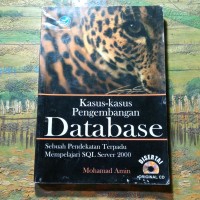 Kasus-kasus
Pengembangan
Database
Sebuah Pendekatan Terpadu
Mempelajari SQL Server 2000
Mohamad Amin
DISERTAI
ORIGINAL CD